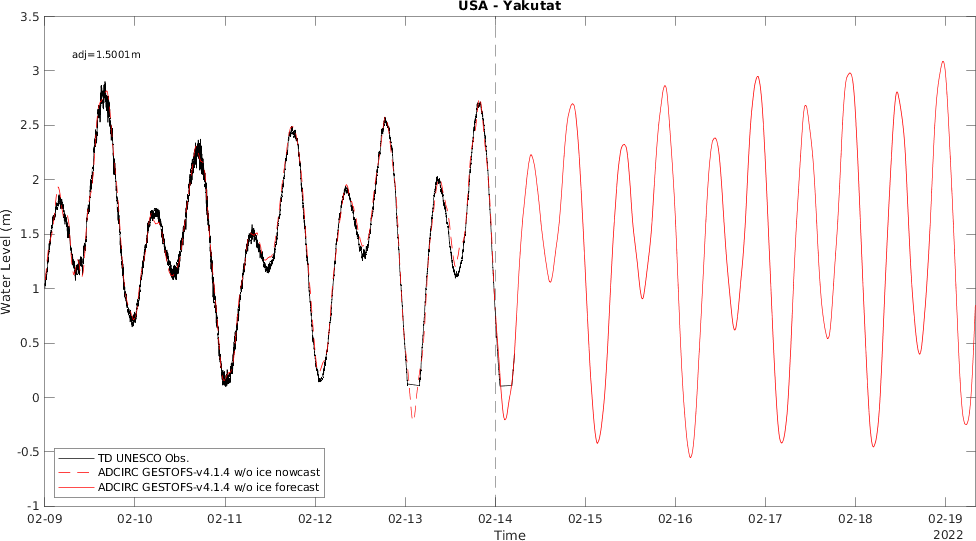 USA - Yakutat
adj=1.5001m
3.5
3
2.5
2
1.5
1
0.5
0
-0.5
-1
Water Level (m)
TD UNESCO Obs.
ADCIRC GESTOFS-v4.1.4 w/o ice nowcast
ADCIRC GESTOFS-v4.1.4 w/o ice forecast
02-09 02-10 02-11 02-12 02-13 02-14 02-15 02-16 02-17 02-18 02-19
Time
2022